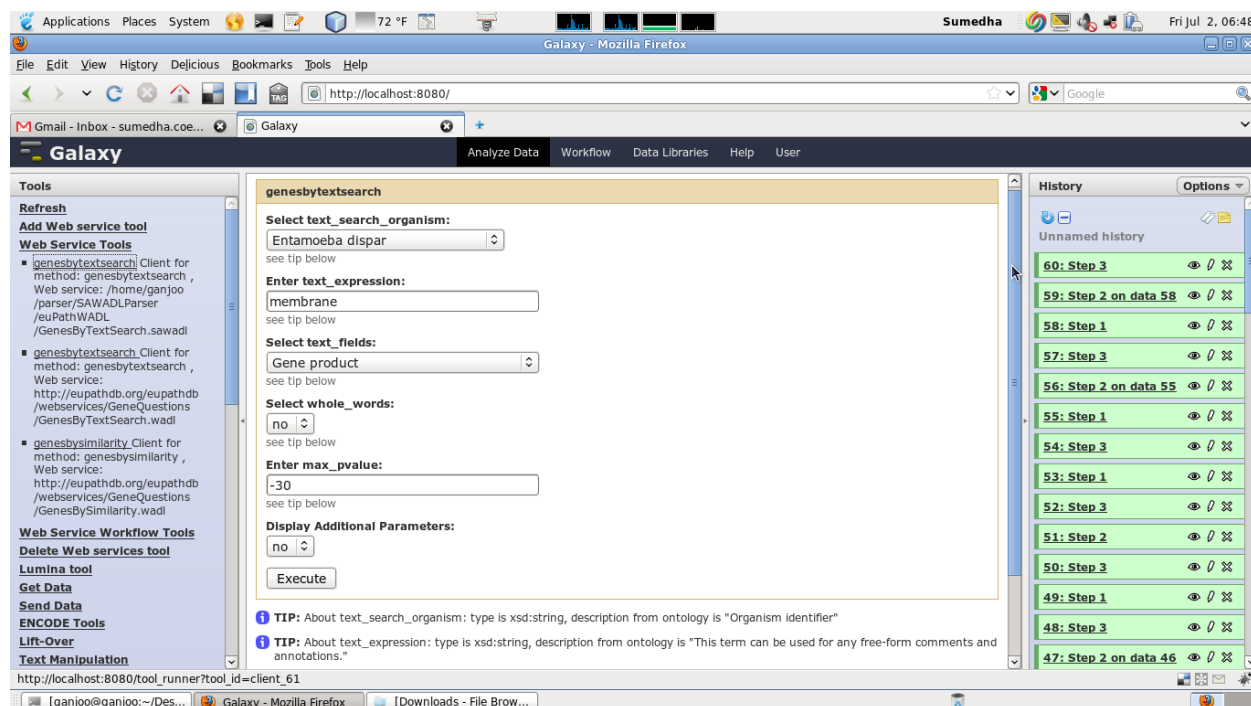 Applications Places System 72 °F Sumedha Fri Jul 2, 06:48
Galaxy - Mozilla Firefox
File Edit View History Delicious Bookmarks Tools Help
http://localhost:8080/ Google
Gmail - Inbox - sumedha.coe... Galaxy
Galaxy Analyze Data Workflow Data Libraries Help User
Tools
Refresh
Add Web service tool
Web Service Tools
genesbytextsearch Client for
method: genesbytextsearch ,
Web service: /home/ganjoo
/parser/SAWADLParser
/euPathWADL
/GenesByTextSearch.sawadl
genesbytextsearch Client for
method: genesbytextsearch ,
Web service:
http://eupathdb.org/eupathdb
/webservices/GeneQuestions
/GenesByTextSearch.wadl
genesbysimilarity Client for
method: genesbysimilarity ,
Web service:
http://eupathdb.org/eupathdb
/webservices/GeneQuestions
/GenesBySimilarity.wadl
Web Service Workflow Tools
Delete Web services tool
Lumina tool
Get Data
Send Data
ENCODE Tools
Lift-Over
Text Manipulation
genesbytextsearch
Select text_search_organism:
Entamoeba dispar
see tip below
Enter text_expression:
membrane
see tip below
Select text_fields:
Gene product
see tip below
Select whole_words:
no
see tip below
Enter max_pvalue:
-30
see tip below
Display Additional Parameters:
no
Execute
TIP: About text_search_organism: type is xsd:string, description from ontology is "Organism identifier"
TIP: About text_expression: type is xsd:string, description from ontology is "This term can be used for any free-form comments and
annotations."
History Options
Unnamed history
60: Step 3
59: Step 2 on data 58
58: Step 1
57: Step 3
56: Step 2 on data 55
55: Step 1
54: Step 3
53: Step 1
52: Step 3
51: Step 2
50: Step 3
49: Step 1
48: Step 3
47: Step 2 on data 46
http://localhost:8080/tool_runner?tool_id=client_61
[ganjoo@ganjoo:~/Des... Galaxy - Mozilla Firefox [Downloads - File Brow...